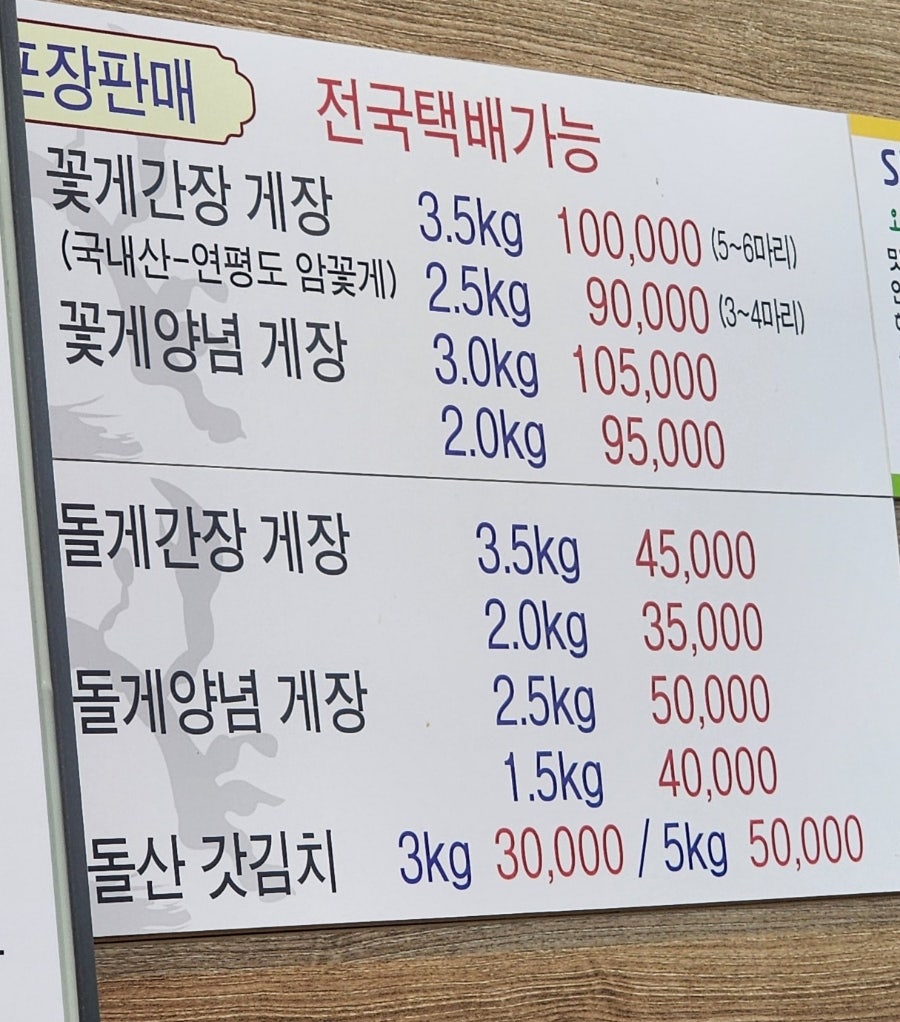 포장판매
전국택배가능
꽃게간장 게장 3.5kg 100,000 (5~6마리)
(국내산-연평도 암꽃게) 2.5kg 90,000 (3~4마리)
꽃게양념 게장 3.0kg 105,000
2.0kg 95,000
돌게간장 게장 3.5kg 45,000
2.0kg 35,000
돌게양념 게장 2.5kg 50,000
1.5kg 40,000
돌산 갓김치 3kg 30,000 / 5kg 50,000